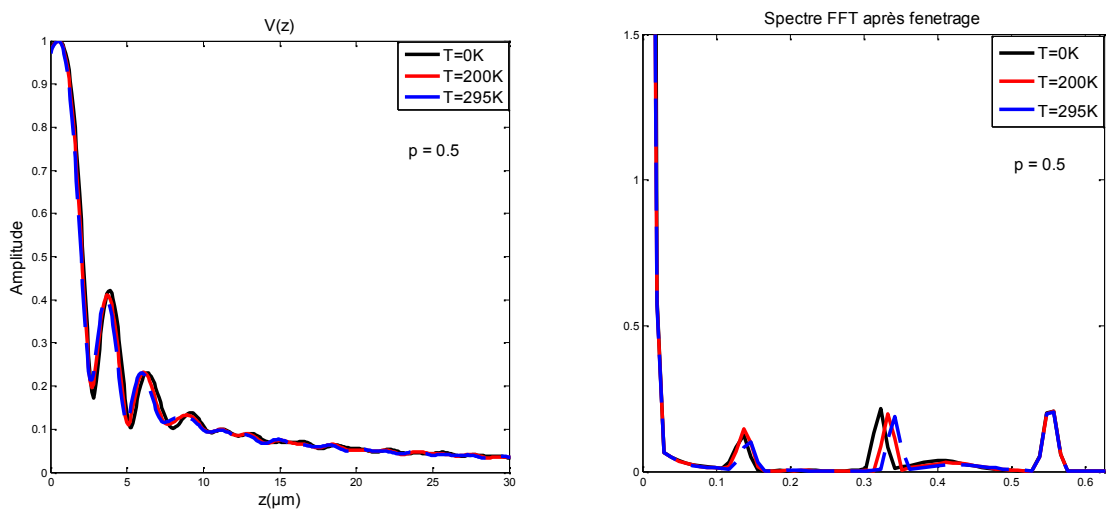 V(z)
1
0.9
0.8
0.7
0.6
0.5
0.4
0.3
0.2
0.1
0
Amplitude
T=0K
T=200K
T=295K
p = 0.5
0 5 10 15 20 25 30
z(µm)
Spectre FFT après fenetrage
1.5
1
0.5
0
T=0K
T=200K
T=295K
p = 0.5
0 0.1 0.2 0.3 0.4 0.5 0.6